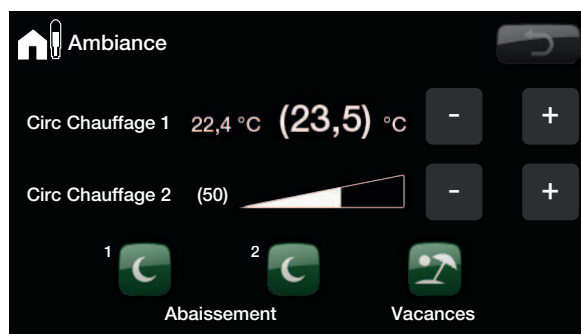 Ambiance
Circ Chauffage 1 22,4 °C (23,5) °C - +
Circ Chauffage 2 (50) - +
1 2
Abaissement Vacances